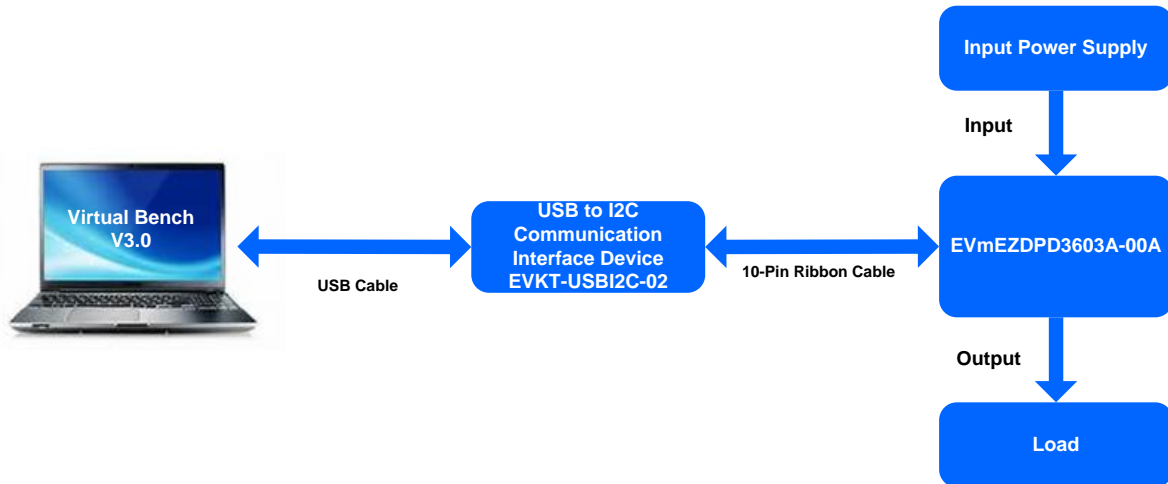 Input Power Supply
Input
Virtual Bench
V3.0
USB to I2C
Communication
Interface Device
EVKT-USBI2C-02
EVmEZDPD3603A-00A
USB Cable
10-Pin Ribbon Cable
Output
Load